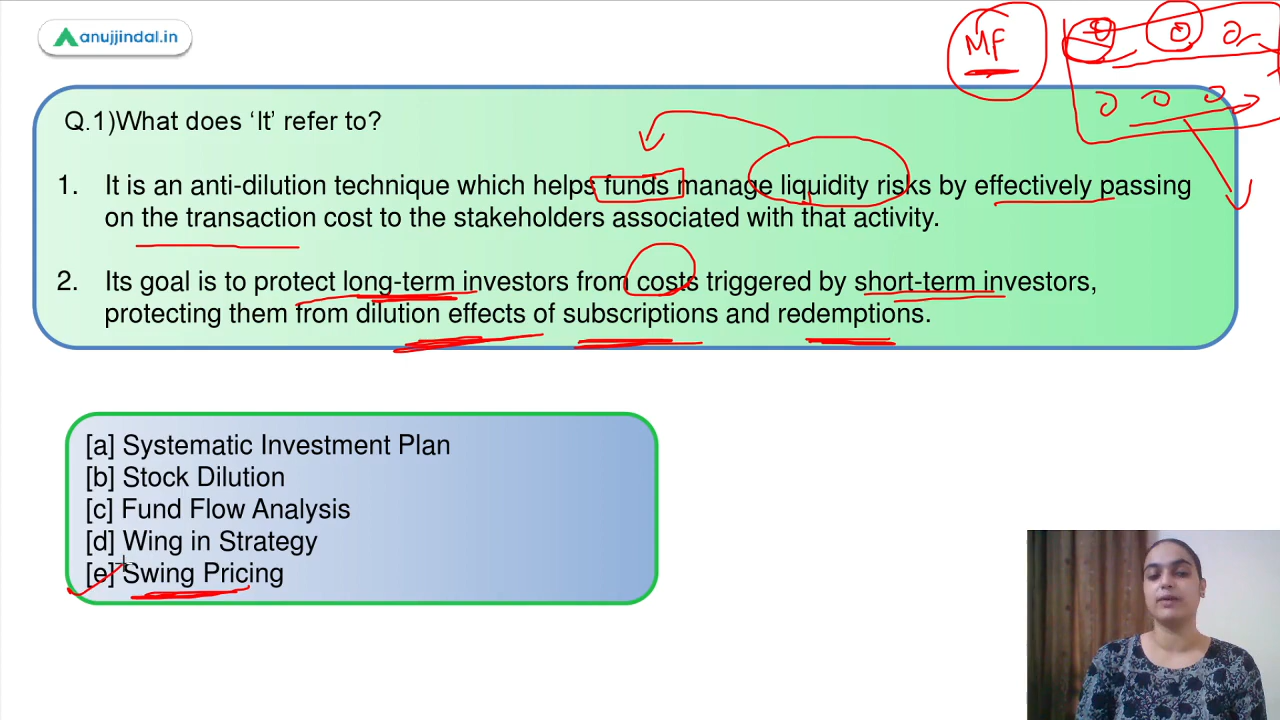 anujjindal.in
MF
Q.1)What does ‘It’ refer to?
1. It is an anti-dilution technique which helps funds manage liquidity risks by effectively passing
on the transaction cost to the stakeholders associated with that activity.
2. Its goal is to protect long-term investors from costs triggered by short-term investors,
protecting them from dilution effects of subscriptions and redemptions.
[a] Systematic Investment Plan
[b] Stock Dilution
[c] Fund Flow Analysis
[d] Wing in Strategy
[e] Swing Pricing